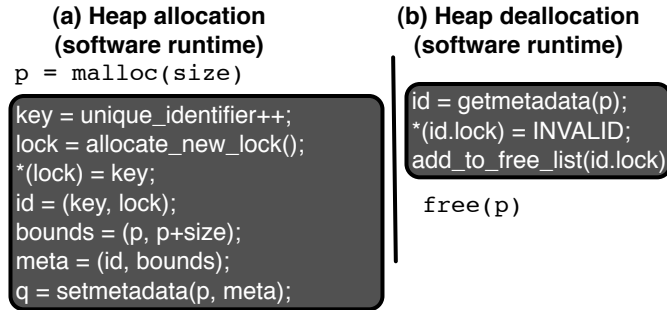 (a) Heap allocation
(software runtime)
p = malloc(size)
key = unique_identifier++;
lock = allocate_new_lock();
*(lock) = key;
id = (key, lock);
bounds = (p, p+size);
meta = (id, bounds);
q = setmetadata(p, meta);
(b) Heap deallocation
(software runtime)
id = getmetadata(p);
*(id.lock) = INVALID;
add_to_free_list(id.lock)
free(p)